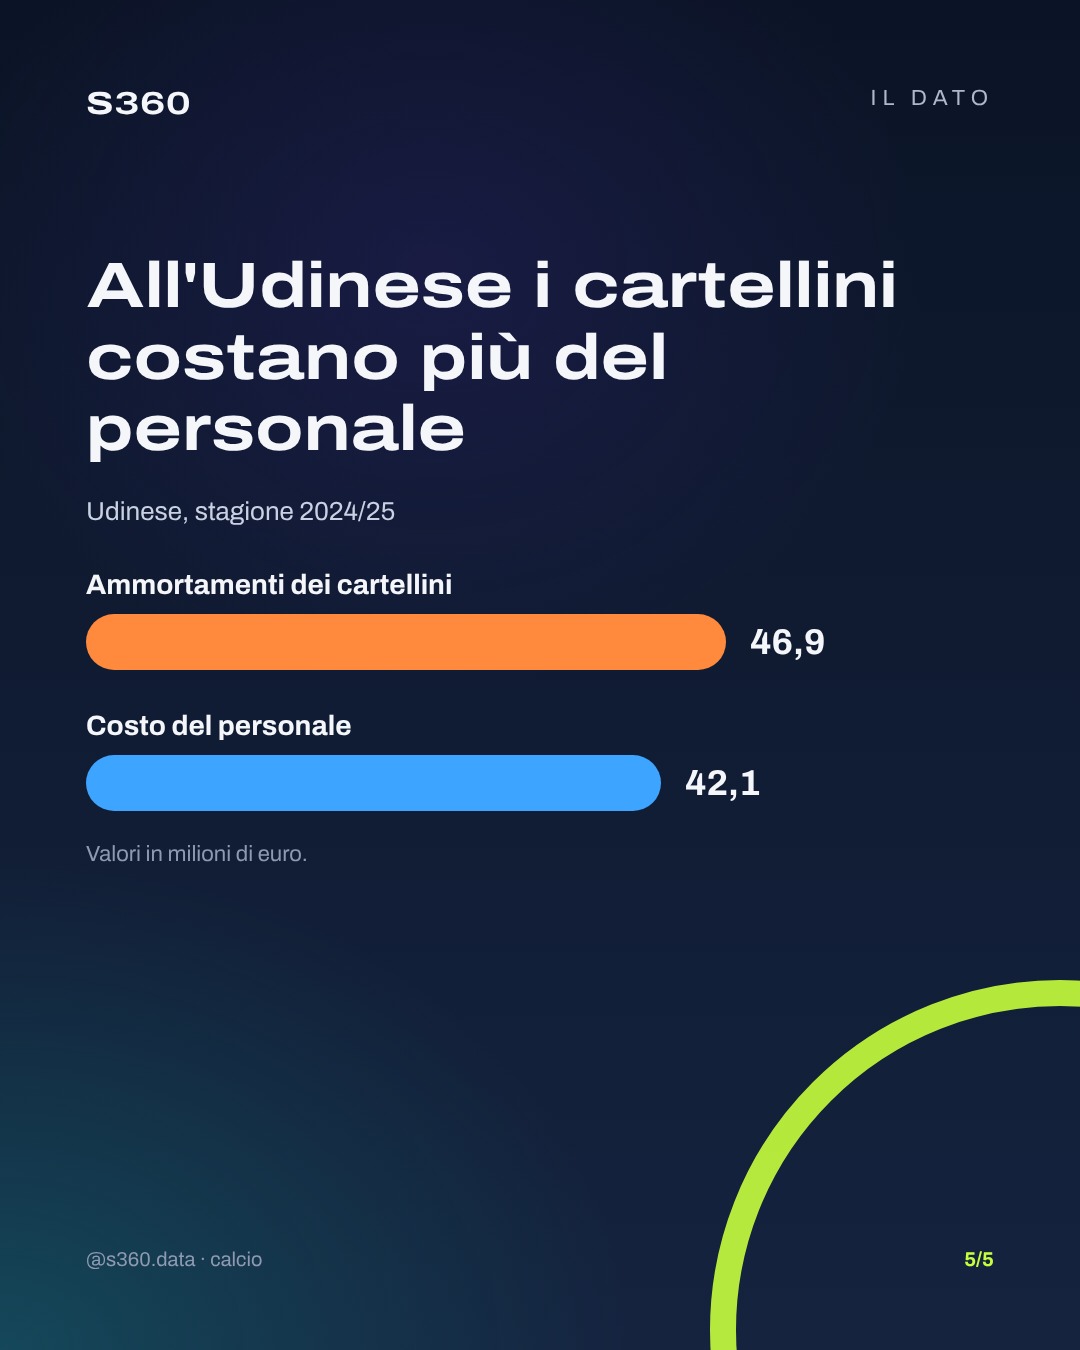 S360
IL DATO
All'Udinese i cartellini
costano più del
personale
Udinese, stagione 2024/25
Ammortamenti dei cartellini
46,9
Costo del personale
42,1
Valori in milioni di euro.
@s360.data · calcio
5/5